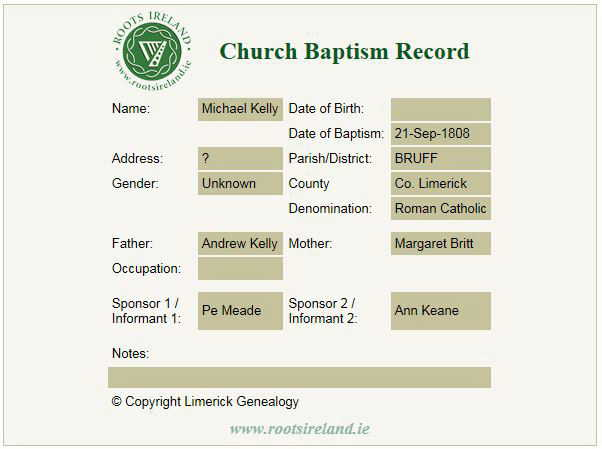 ROOTS IRELAND
www.rootsireland.ie
Church Baptism Record
Name: Michael Kelly Date of Birth:
Date of Baptism: 21-Sep-1808
Address: ? Parish/District: BRUFF
Gender: Unknown County Co. Limerick
Denomination: Roman Catholic
Father: Andrew Kelly Mother: Margaret Britt
Occupation:
Sponsor 1 / Informant 1: Pe Meade Sponsor 2 / Informant 2: Ann Keane
Notes:
© Copyright Limerick Genealogy
www.rootsireland.ie